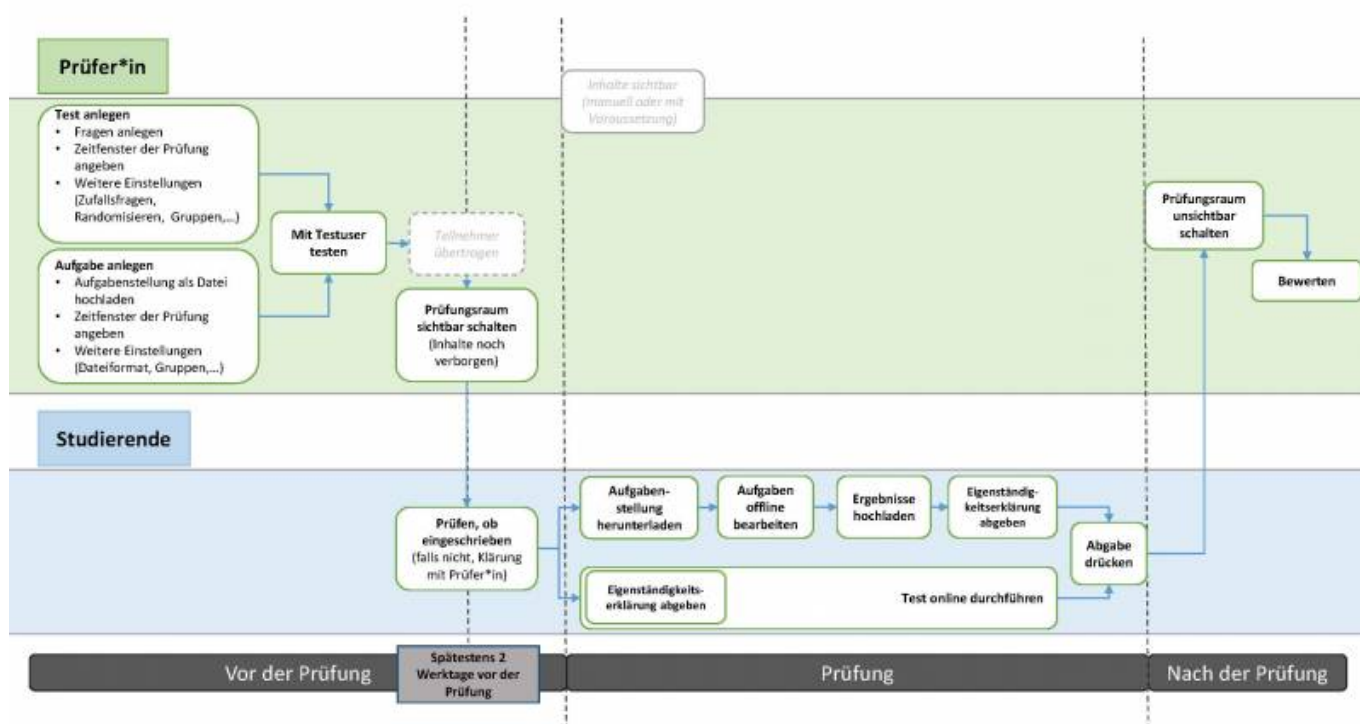 Prüfer*in
Inhalte sichtbar
(manuell oder mit
Voraussetzung)
Test anlegen
• Fragen anlegen
• Zeitfenster der Prüfung
angeben
• Weitere Einstellungen
(Zufallsfragen,
Randomisieren, Gruppen,...)
Aufgabe anlegen
• Aufgabenstellung als Datei
hochladen
• Zeitfenster der Prüfung
angeben
• Weitere Einstellungen
(Dateiformat, Gruppen,...)
Mit Testuser
testen
Teilnehmer
übertragen
Prüfungsraum
sichtbar schalten
(Inhalte noch
verborgen)
Prüfungsraum
unsichtbar
schalten
Bewerten
Studierende
Prüfen, ob
eingeschrieben
(falls nicht, Klärung
mit Prüfer*in)
Aufgaben-
stellung
herunterladen
Aufgaben
offline
bearbeiten
Ergebnisse
hochladen
Eigenständig-
keitserklärung
abgeben
Eigenständigkeits-
erklärung abgeben
Test online durchführen
Abgabe
drücken
Vor der Prüfung
Spätestens 2
Werktage vor der
Prüfung
Prüfung
Nach der Prüfung